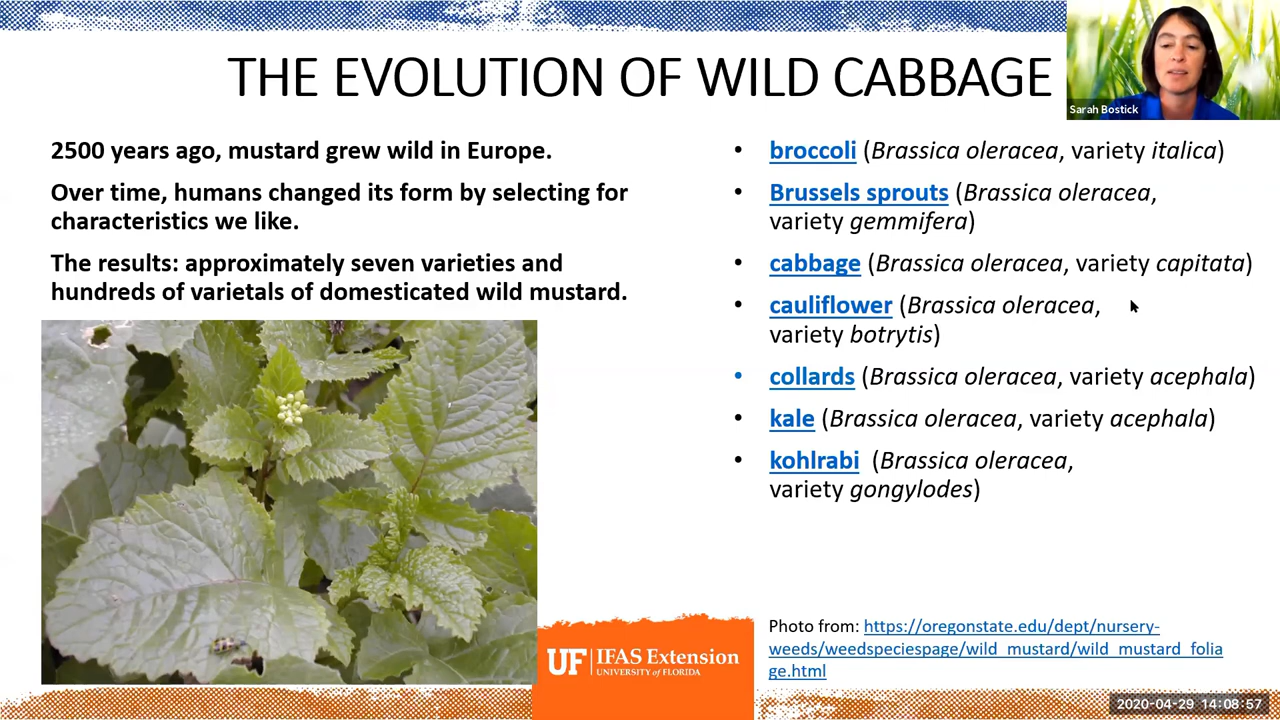 THE EVOLUTION OF WILD CABBAGE
Sarah Bostick
2500 years ago, mustard grew wild in Europe.
Over time, humans changed its form by selecting for
characteristics we like.
The results: approximately seven varieties and
hundreds of varietals of domesticated wild mustard.
• broccoli (Brassica oleracea, variety italica)
• Brussels sprouts (Brassica oleracea,
variety gemmifera)
• cabbage (Brassica oleracea, variety capitata)
• cauliflower (Brassica oleracea,
variety botrytis)
• collards (Brassica oleracea, variety acephala)
• kale (Brassica oleracea, variety acephala)
• kohlrabi (Brassica oleracea,
variety gongylodes)
UF IFAS Extension
UNIVERSITY of FLORIDA
Photo from: https://oregonstate.edu/dept/nursery-
weeds/weedspeciespage/wild_mustard/wild_mustard_folia
ge.html
2020-04-29 14:08:57